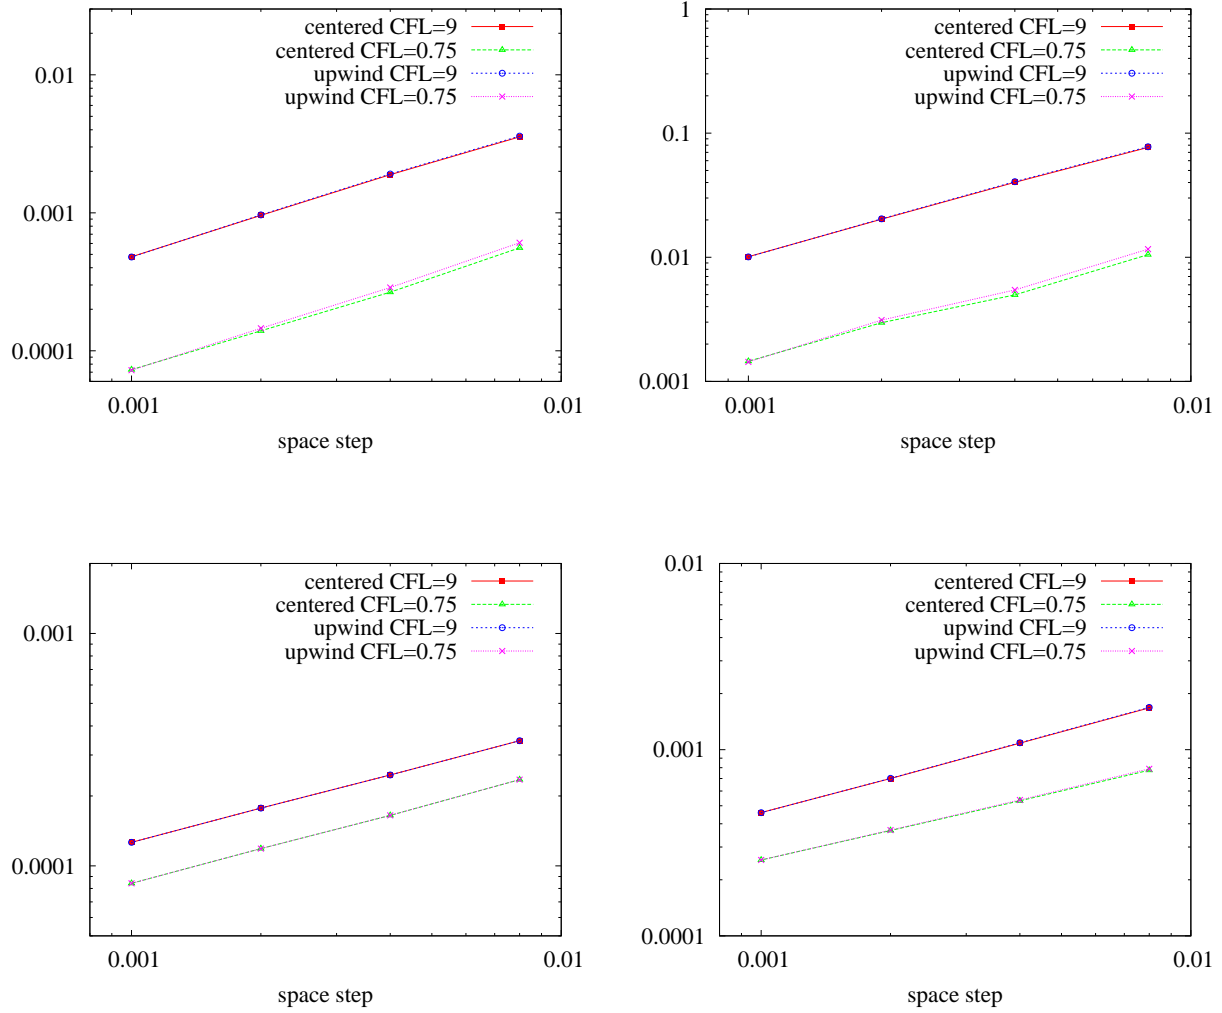 centered CFL=9
centered CFL=0.75
upwind CFL=9
upwind CFL=0.75
0.01
0.001
0.0001
0.001
0.01
space step
centered CFL=9
centered CFL=0.75
upwind CFL=9
upwind CFL=0.75
1
0.1
0.01
0.001
0.001
0.01
space step
centered CFL=9
centered CFL=0.75
upwind CFL=9
upwind CFL=0.75
0.001
0.0001
0.001
0.01
space step
centered CFL=9
centered CFL=0.75
upwind CFL=9
upwind CFL=0.75
0.01
0.001
0.0001
0.001
0.01
space step